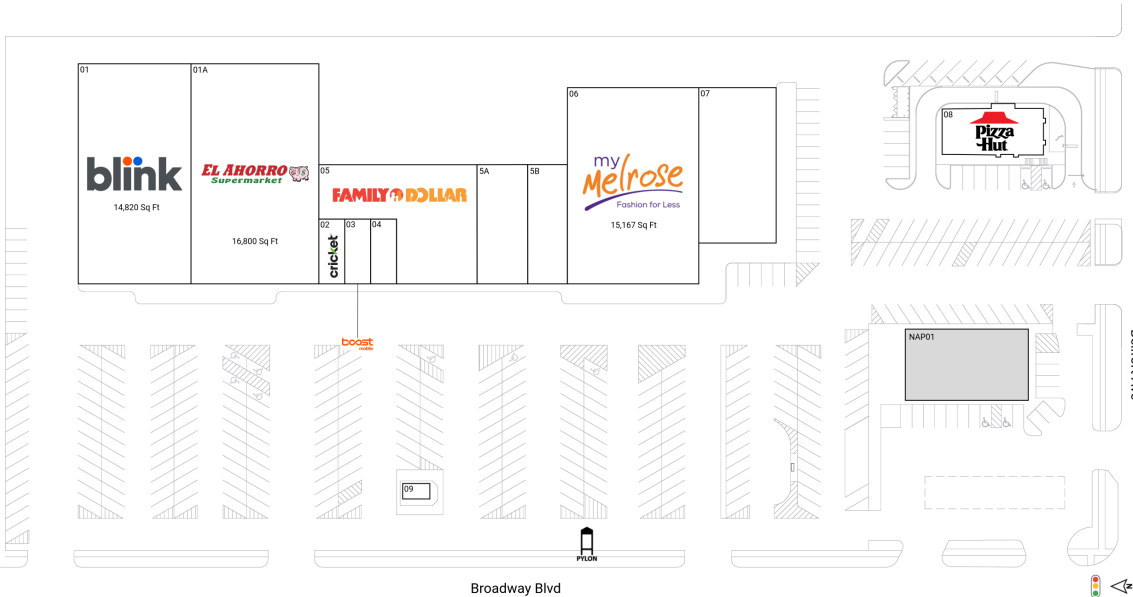 01
01A
06
07
08
Pizza
Hut
blink
EL AHORRO
Supermarket
05
5A
5B
my
Melrose
Fashion for Less
FAMILY DOLLAR
14,820 Sq Ft
15,167 Sq Ft
02
03
04
cricket
16,800 Sq Ft
boost
mobile
NAP01
09
PYLON
Broadway Blvd
N